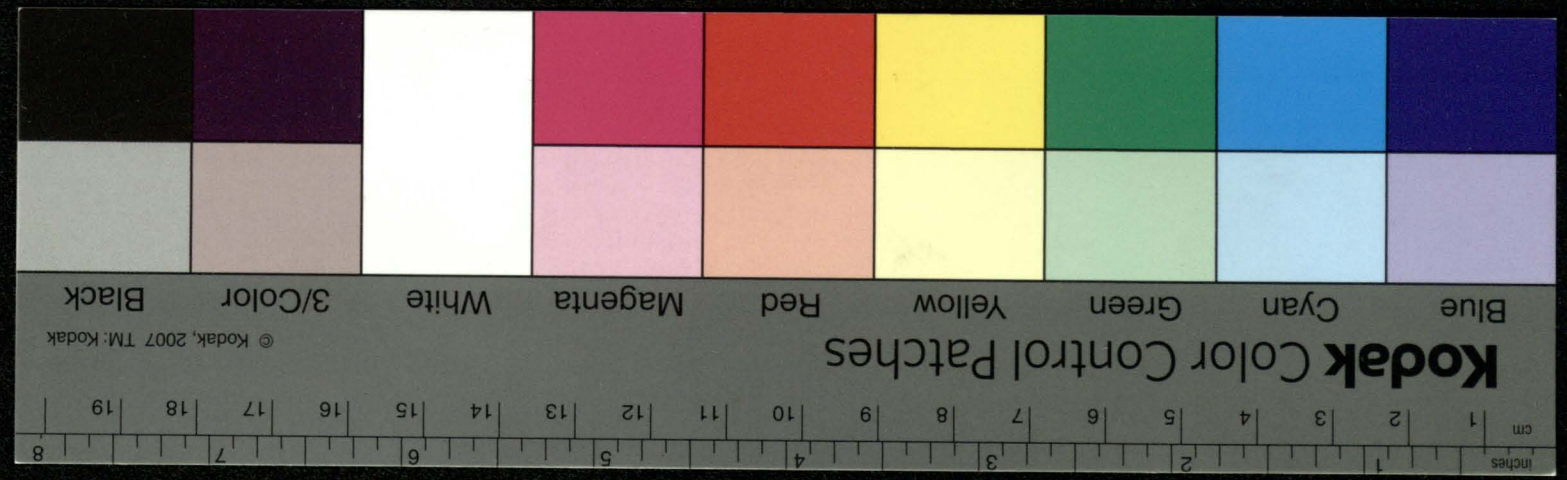 inches 1 2 3 4 5 6 7 8
cm 1 2 3 4 5 6 7 8 9 10 11 12 13 14 15 16 17 18 19
Kodak Color Control Patches
© Kodak, 2007 TM: Kodak
Blue Cyan Green Yellow Red Magenta White 3/Color Black